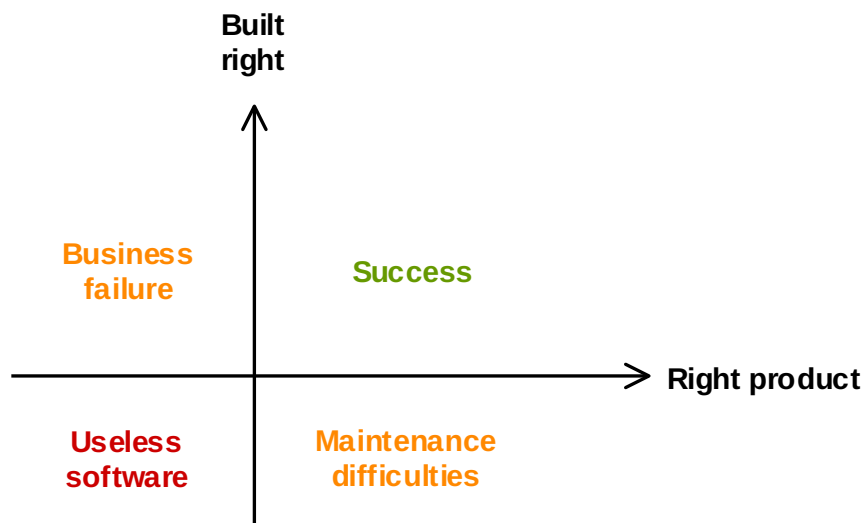 Built
right
Business
failure
Success
Right product
Useless
software
Maintenance
difficulties